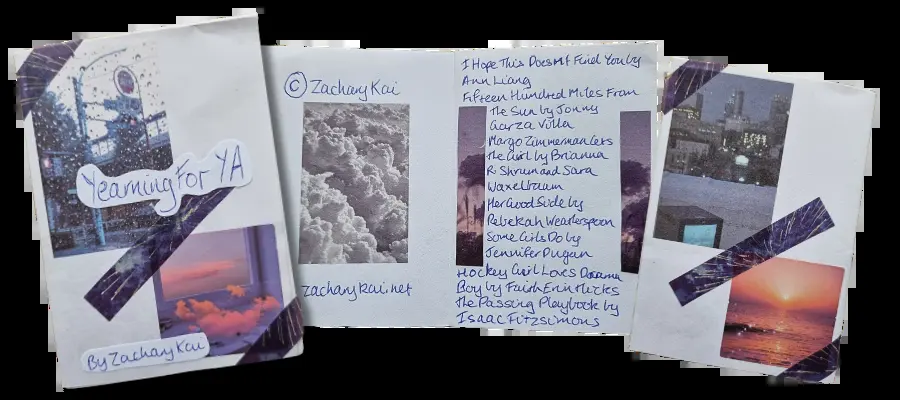 Yearning For YA
By Zachary Kai
© Zachary Kai
zacharykai.net
I Hope This Doesn't Find You by
Ann Liang
Fifteen Hundred Miles From
The Sun by Jonny
Garza Villa
Margo Zimmerman Gets
The Girl by Brianna
R. Shrum and Sara
Waxelbaum
Her Good Side by
Rebekah Weatherspoon
Some Girls Do by
Jennifer Dugan
Hockey Girl Loves Drama
Boy by Faith Erin Hicks
The Passing Playbook by
Isaac Fitzsimons